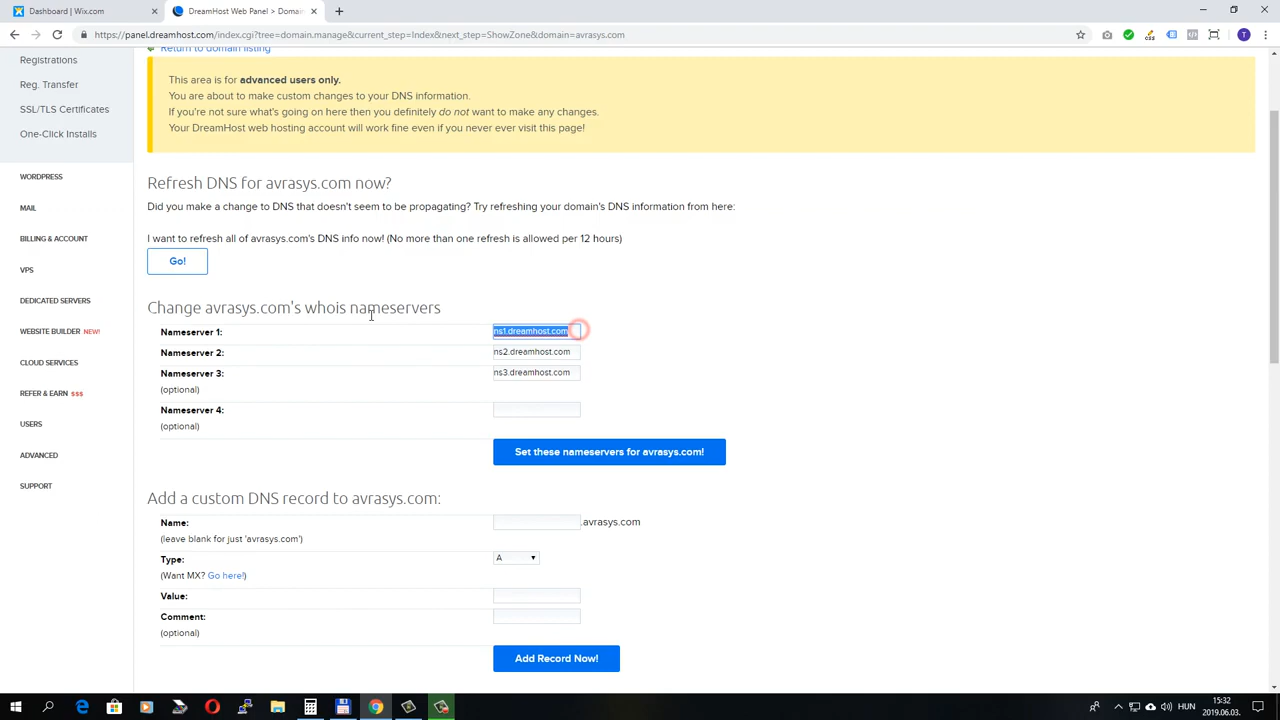 Dashboard | Wix.com
DreamHost Web Panel > Domain
https://panel.dreamhost.com/index.cgi?tree=domain.manage&current_step=Index&next_step=ShowZone&domain=avrasys.com
T
Return to domain listing
Registrations
Reg. Transfer
SSL/TLS Certificates
One-Click Installs
WORDPRESS
MAIL
BILLING & ACCOUNT
VPS
DEDICATED SERVERS
WEBSITE BUILDER NEW!
CLOUD SERVICES
REFER & EARN $$$
USERS
ADVANCED
SUPPORT
This area is for advanced users only.
You are about to make custom changes to your DNS information.
If you're not sure what's going on here then you definitely do not want to make any changes.
Your DreamHost web hosting account will work fine even if you never ever visit this page!
Refresh DNS for avrasys.com now?
Did you make a change to DNS that doesn't seem to be propagating? Try refreshing your domain's DNS information from here:
I want to refresh all of avrasys.com's DNS info now! (No more than one refresh is allowed per 12 hours)
Go!
Change avrasys.com's whois nameservers
Nameserver 1: ns1.dreamhost.com
Nameserver 2: ns2.dreamhost.com
Nameserver 3: ns3.dreamhost.com
(optional)
Nameserver 4:
(optional)
Set these nameservers for avrasys.com!
Add a custom DNS record to avrasys.com:
Name: .avrasys.com
(leave blank for just 'avrasys.com')
Type: A
(Want MX? Go here!)
Value:
Comment:
(optional)
Add Record Now!
HUN
15:32
2019.06.03.